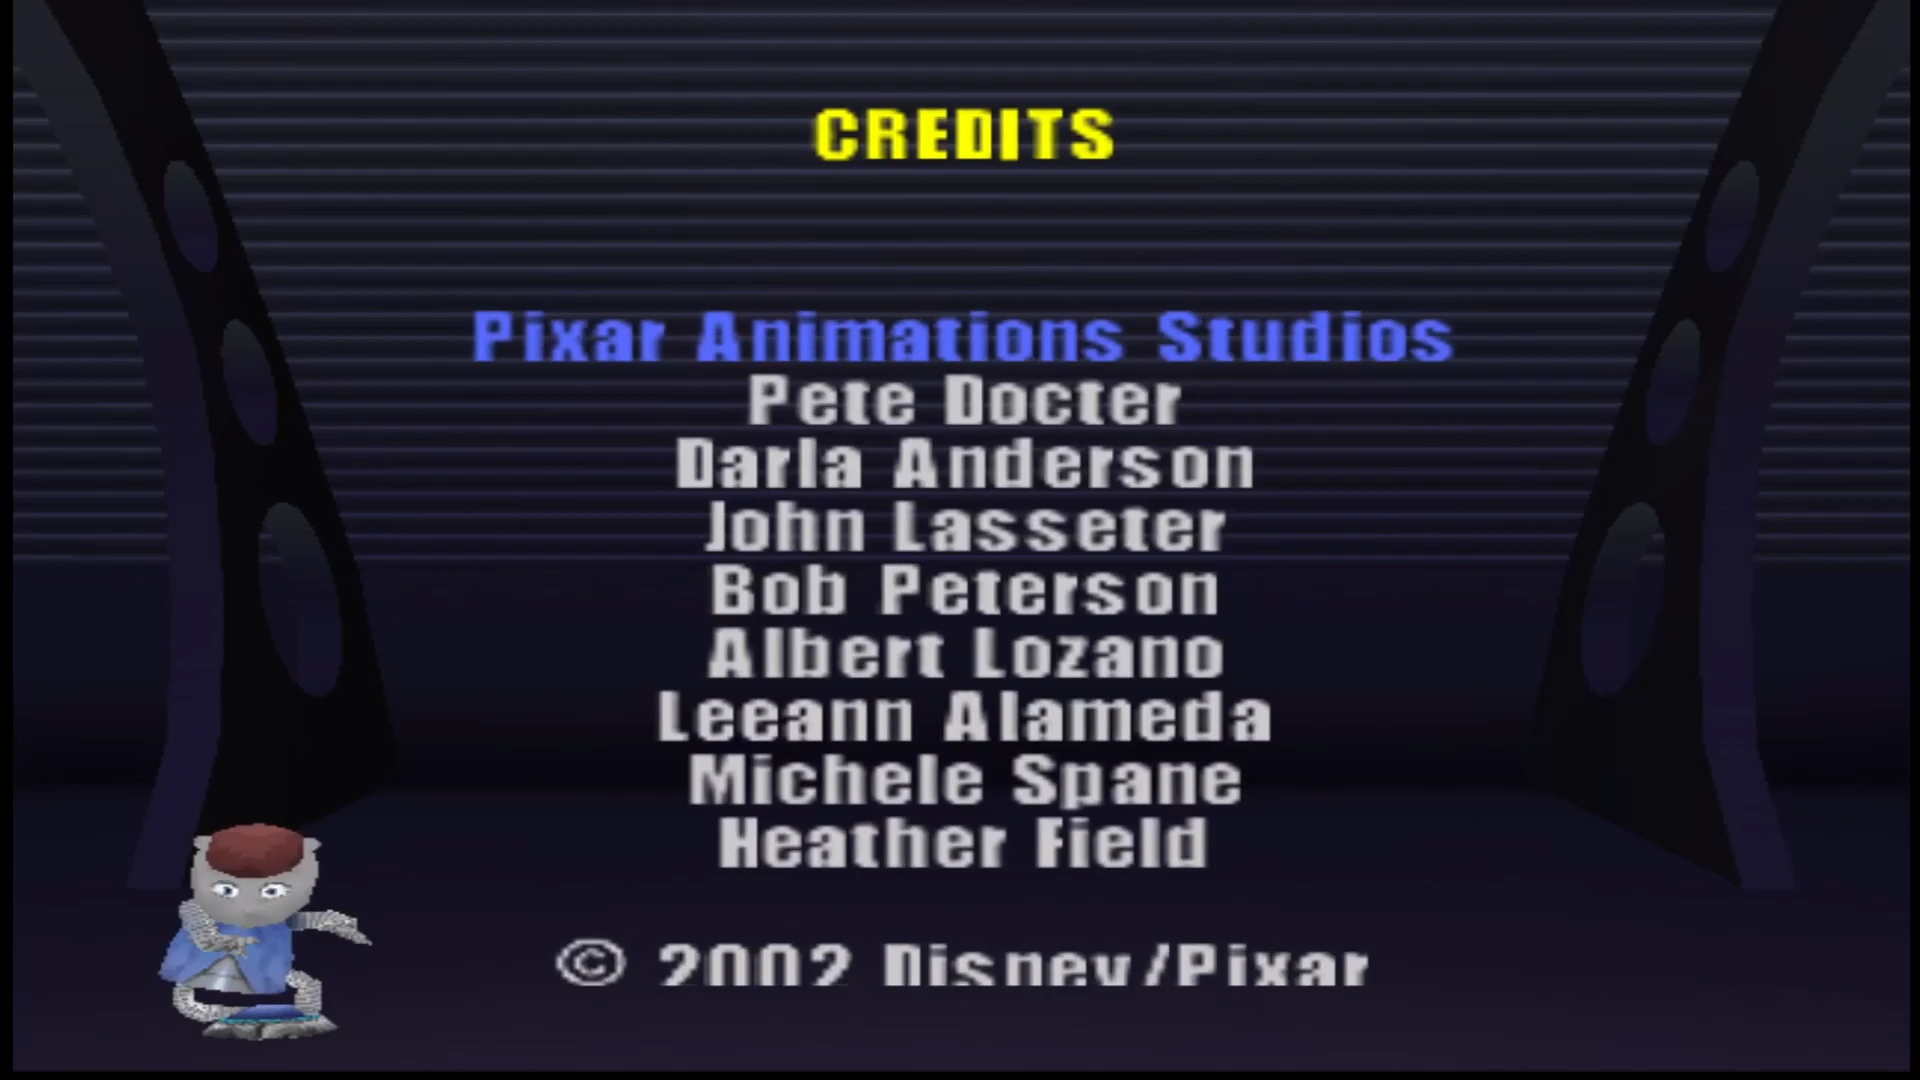 CREDITS
Pixar Animations Studios
Pete Docter
Darla Anderson
John Lasseter
Bob Peterson
Albert Lozano
Leeann Alameda
Michele Spane
Heather Field
© 2002 Disney/Pixar